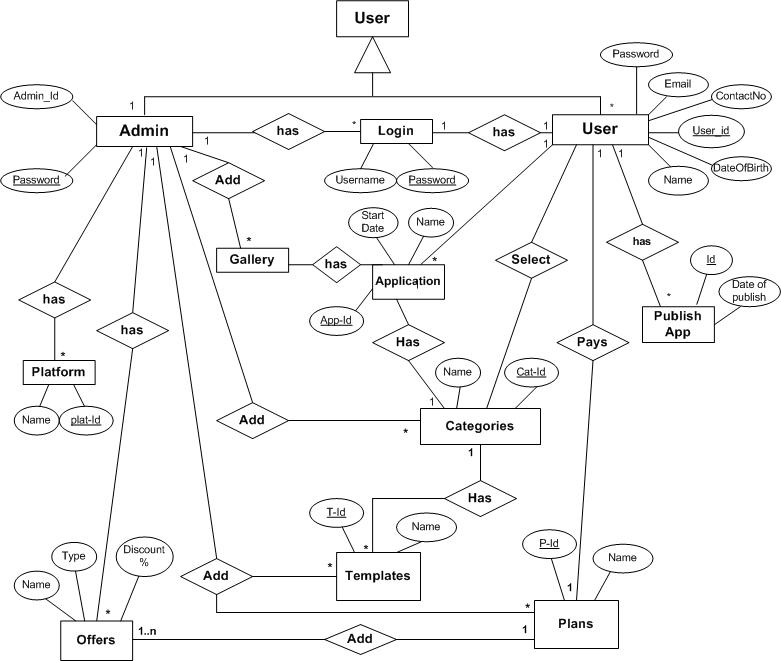 User
Password
Email
Admin_Id
ContactNo
1
*
Admin
has
*
Login
1
has
1
User
1
User_id
1
1
1
1
1
1
1
Password
Add
Username
Password
Name
DateOfBirth
Start
Date
Name
*
Gallery
has
*
Application
Select
has
Id
Date of
publish
*
has
has
App-Id
Publish
App
Has
Pays
*
Platform
Name
Cat-Id
Name
plat-Id
1
Add
*
Categories
1
Has
T-Id
Name
*
P-Id
Name
Type
Discount
%
Name
Add
*
Templates
1
*
*
Offers
1..n
Add
1
Plans